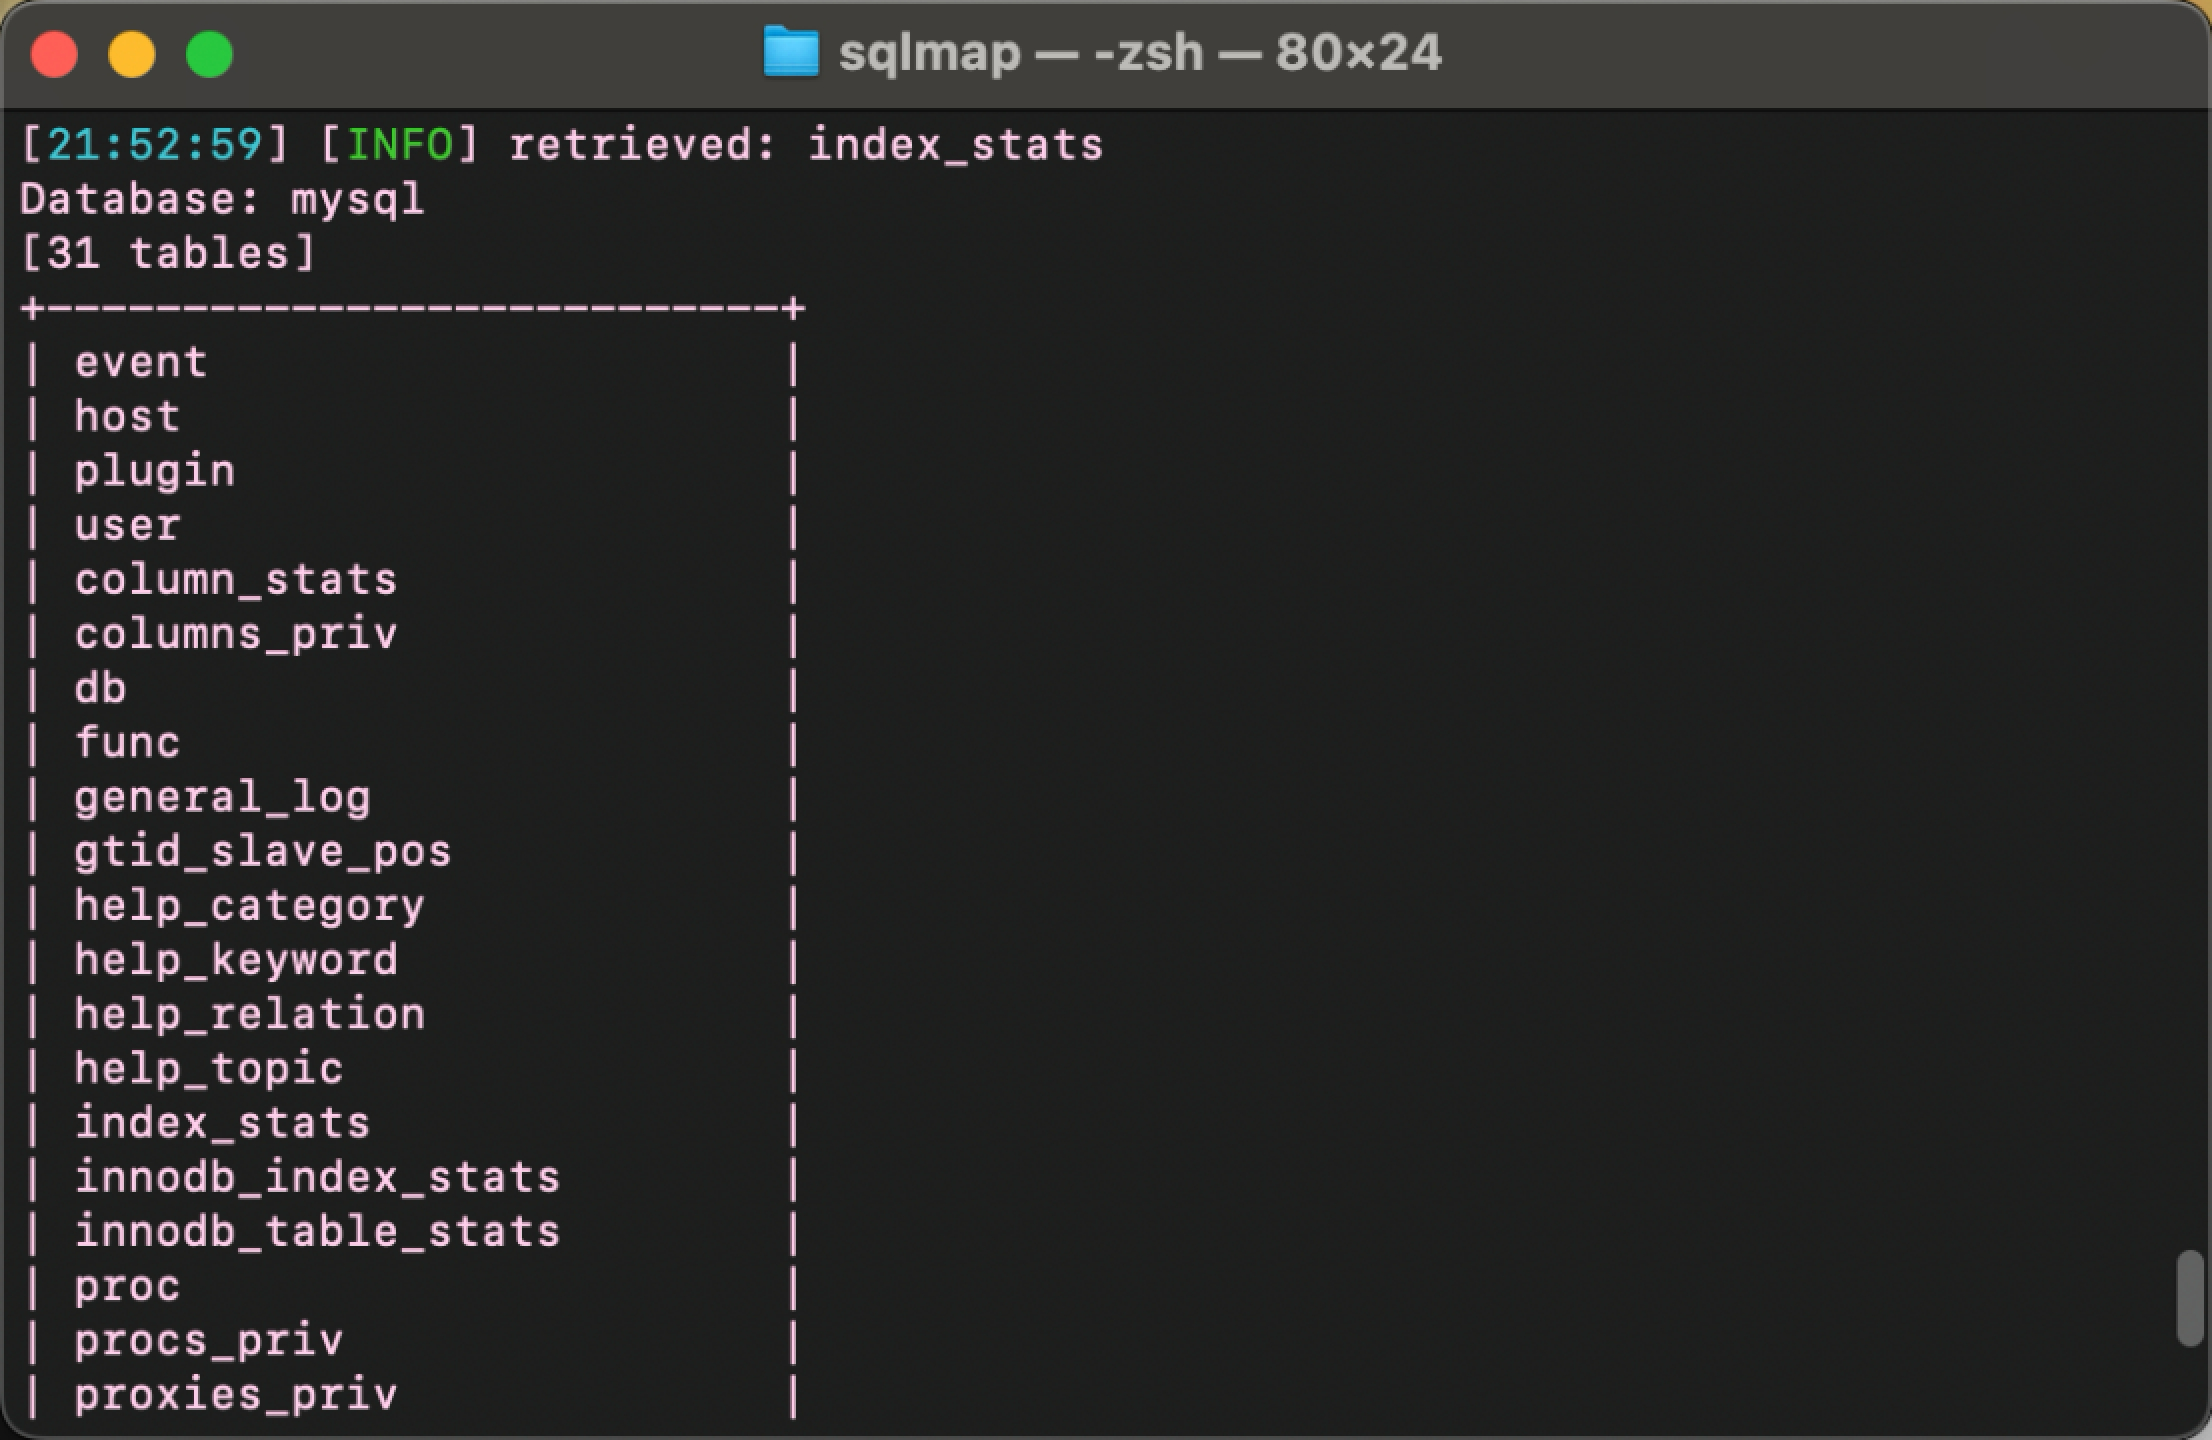 sqlmap — -zsh — 80×24
[21:52:59] [INFO] retrieved: index_stats
Database: mysql
[31 tables]
+---------------------------+
| event                     |
| host                      |
| plugin                    |
| user                      |
| column_stats              |
| columns_priv              |
| db                        |
| func                      |
| general_log               |
| gtid_slave_pos            |
| help_category             |
| help_keyword              |
| help_relation             |
| help_topic                |
| index_stats               |
| innodb_index_stats        |
| innodb_table_stats        |
| proc                      |
| procs_priv                |
| proxies_priv              |